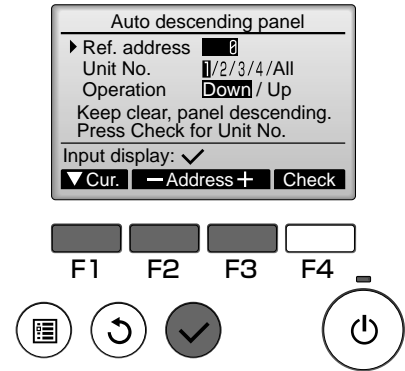 Auto descending panel
Ref. address 0
Unit No. 1/2/3/4/All
Operation Down / Up
Keep clear, panel descending.
Press Check for Unit No.
Input display: ✓
▼Cur. −Address+ Check
F1 F2 F3 F4